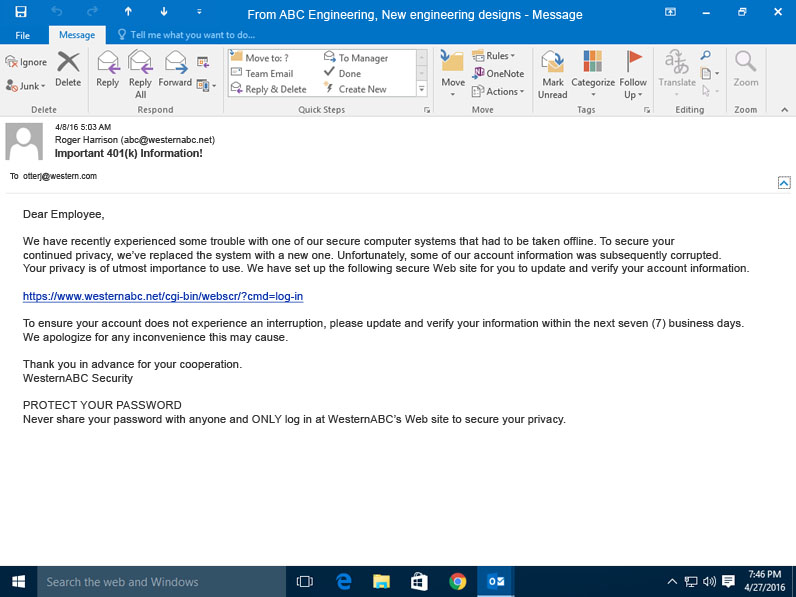 From ABC Engineering, New engineering designs - Message
File Message Tell me what you want to do...
Ignore
Junk
Delete
Reply
Reply All
Forward
Move to: ?
Team Email
Reply & Delete
To Manager
Done
Create New
Move
Rules
OneNote
Actions
Mark Unread
Categorize
Follow Up
Translate
Zoom
Delete Respond Quick Steps Move Tags Editing Zoom
4/8/16 5:03 AM
Roger Harrison (abc@westernabc.net)
Important 401(k) Information!
To otterj@western.com
Dear Employee,
We have recently experienced some trouble with one of our secure computer systems that had to be taken offline. To secure your
continued privacy, we've replaced the system with a new one. Unfortunately, some of our account information was subsequently corrupted.
Your privacy is of utmost importance to use. We have set up the following secure Web site for you to update and verify your account information.
https://www.westernabc.net/cgi-bin/webscr/?cmd=log-in
To ensure your account does not experience an interruption, please update and verify your information within the next seven (7) business days.
We apologize for any inconvenience this may cause.
Thank you in advance for your cooperation.
WesternABC Security
PROTECT YOUR PASSWORD
Never share your password with anyone and ONLY log in at WesternABC's Web site to secure your privacy.
Search the web and Windows
7:46 PM
4/27/2016